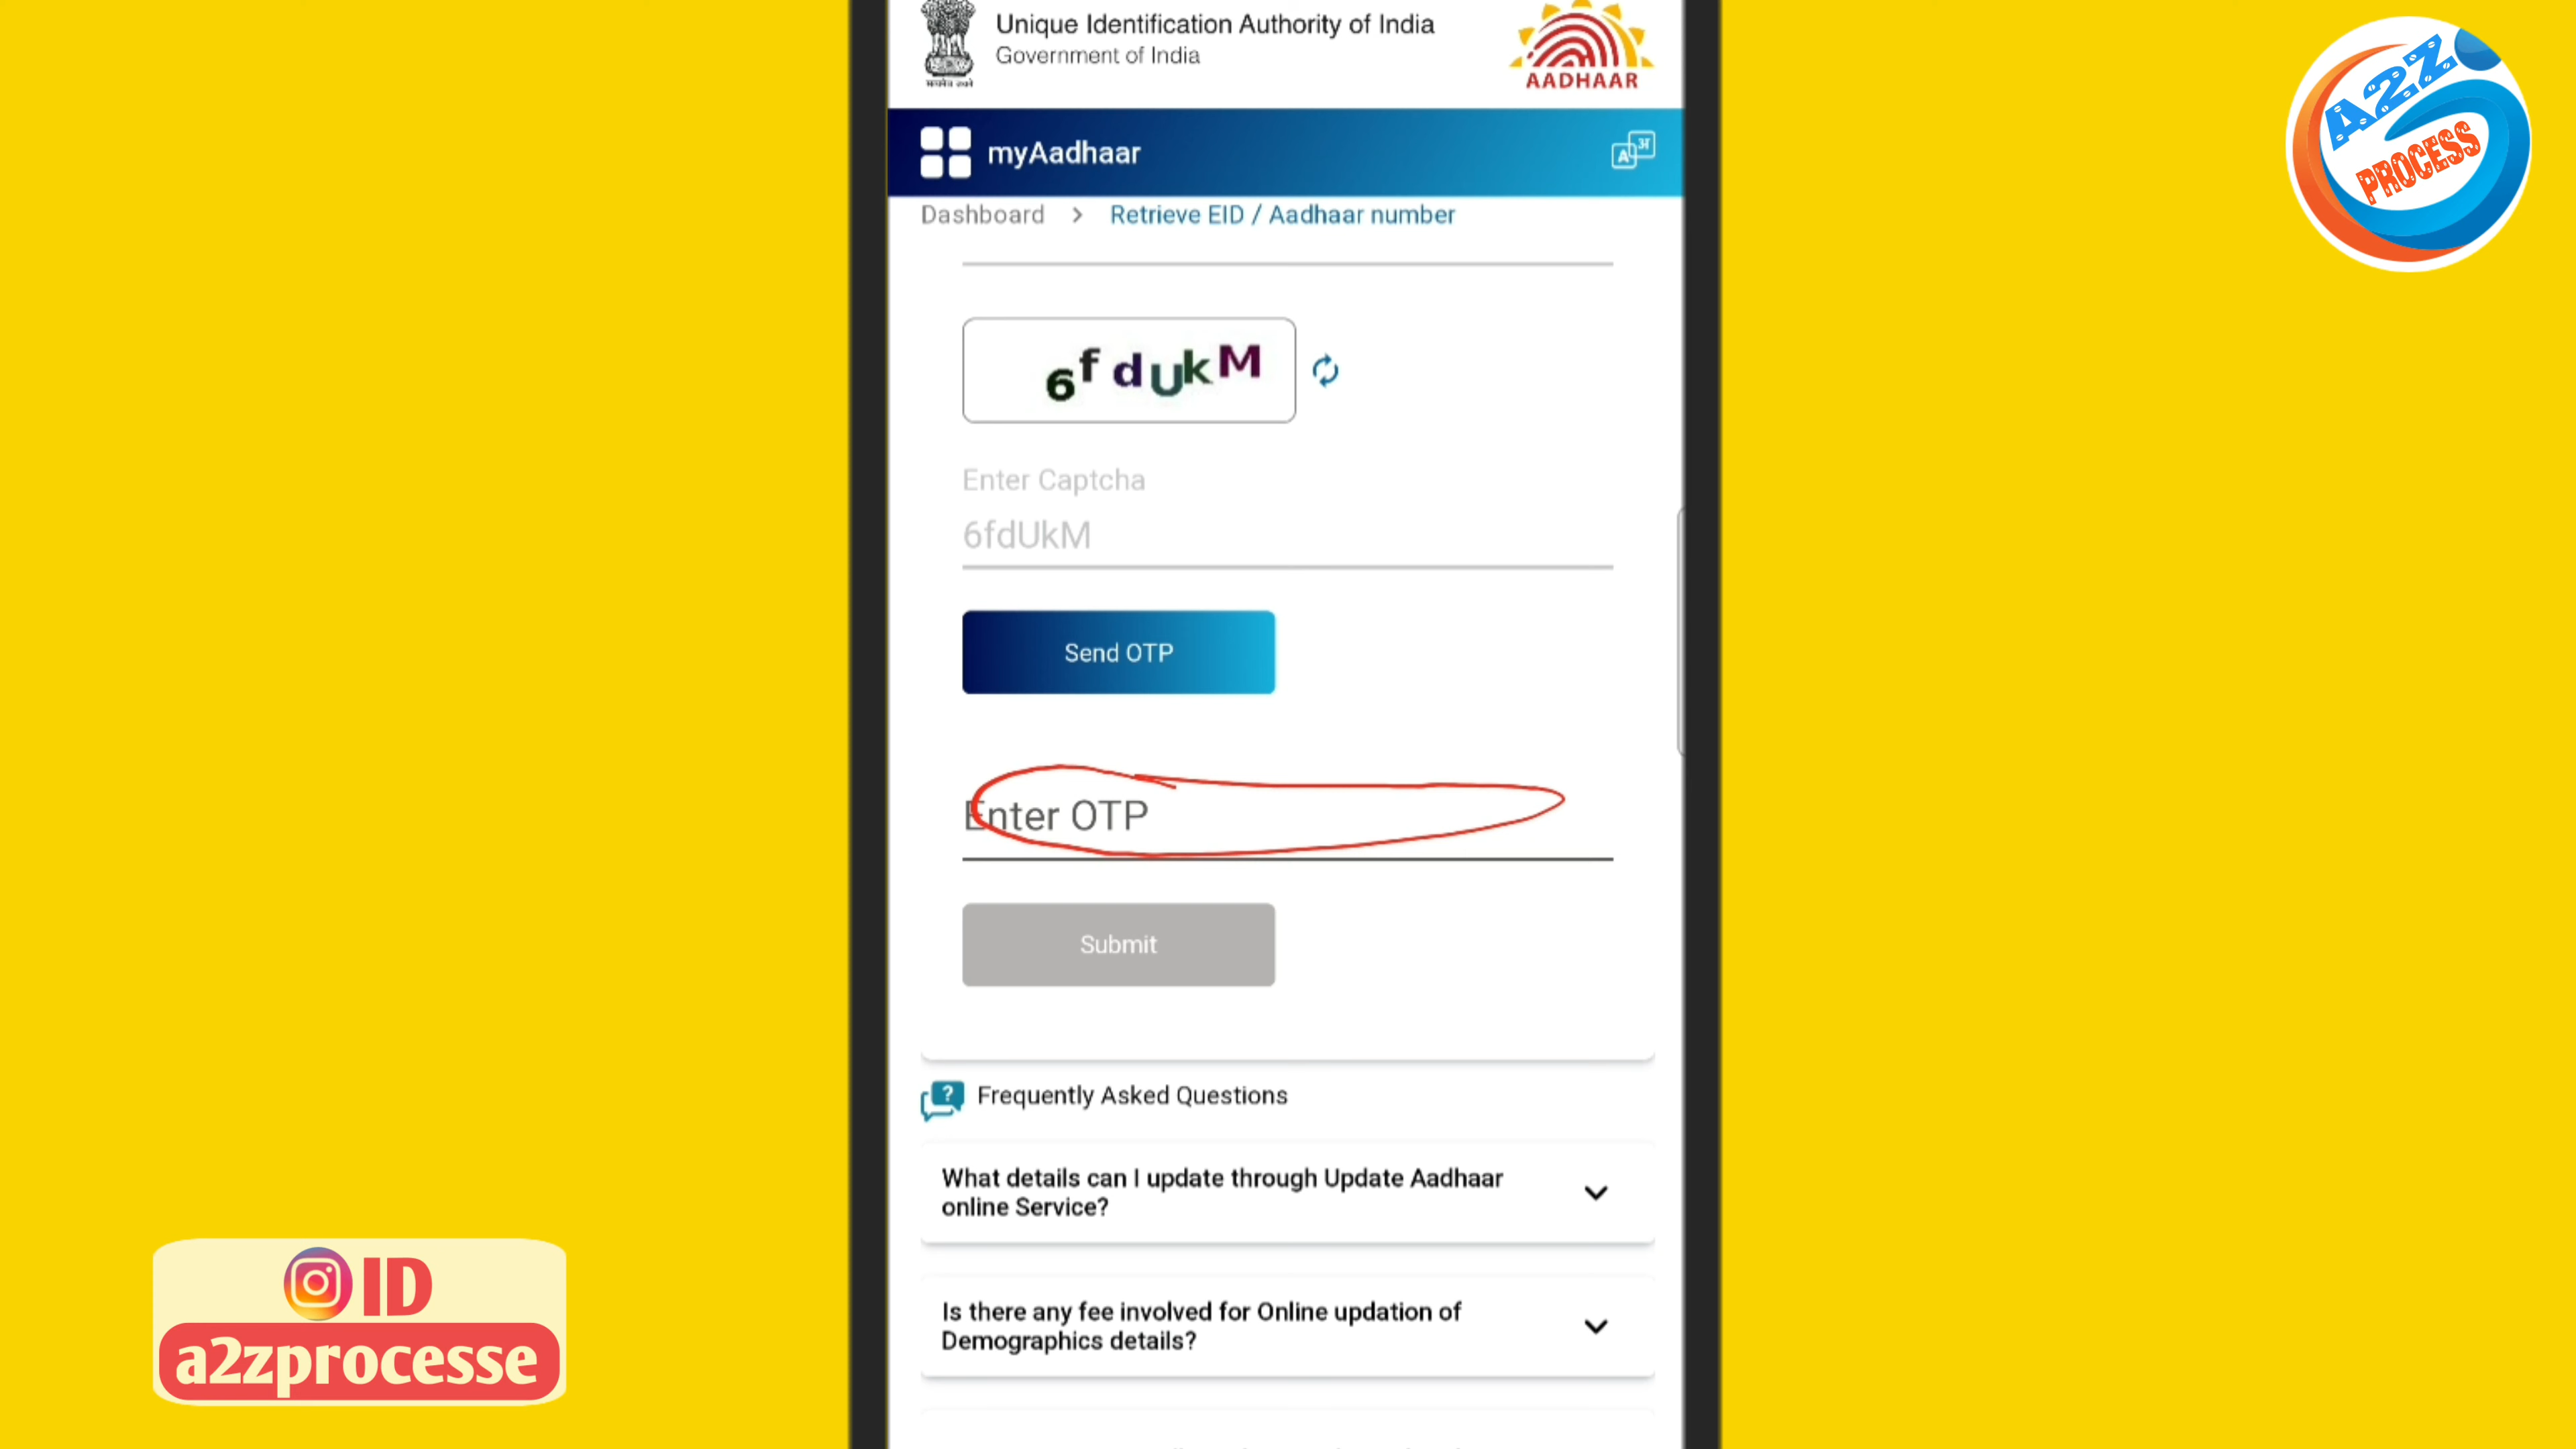 Unique Identification Authority of India
Government of India
AADHAAR
A2Z
PROCESS
myAadhaar
Dashboard > Retrieve EID / Aadhaar number
6fdUkM
Enter Captcha
6fdUkM
Send OTP
Enter OTP
Submit
Frequently Asked Questions
What details can I update through Update Aadhaar
online Service?
Is there any fee involved for Online updation of
Demographics details?
ID
a2zprocesse